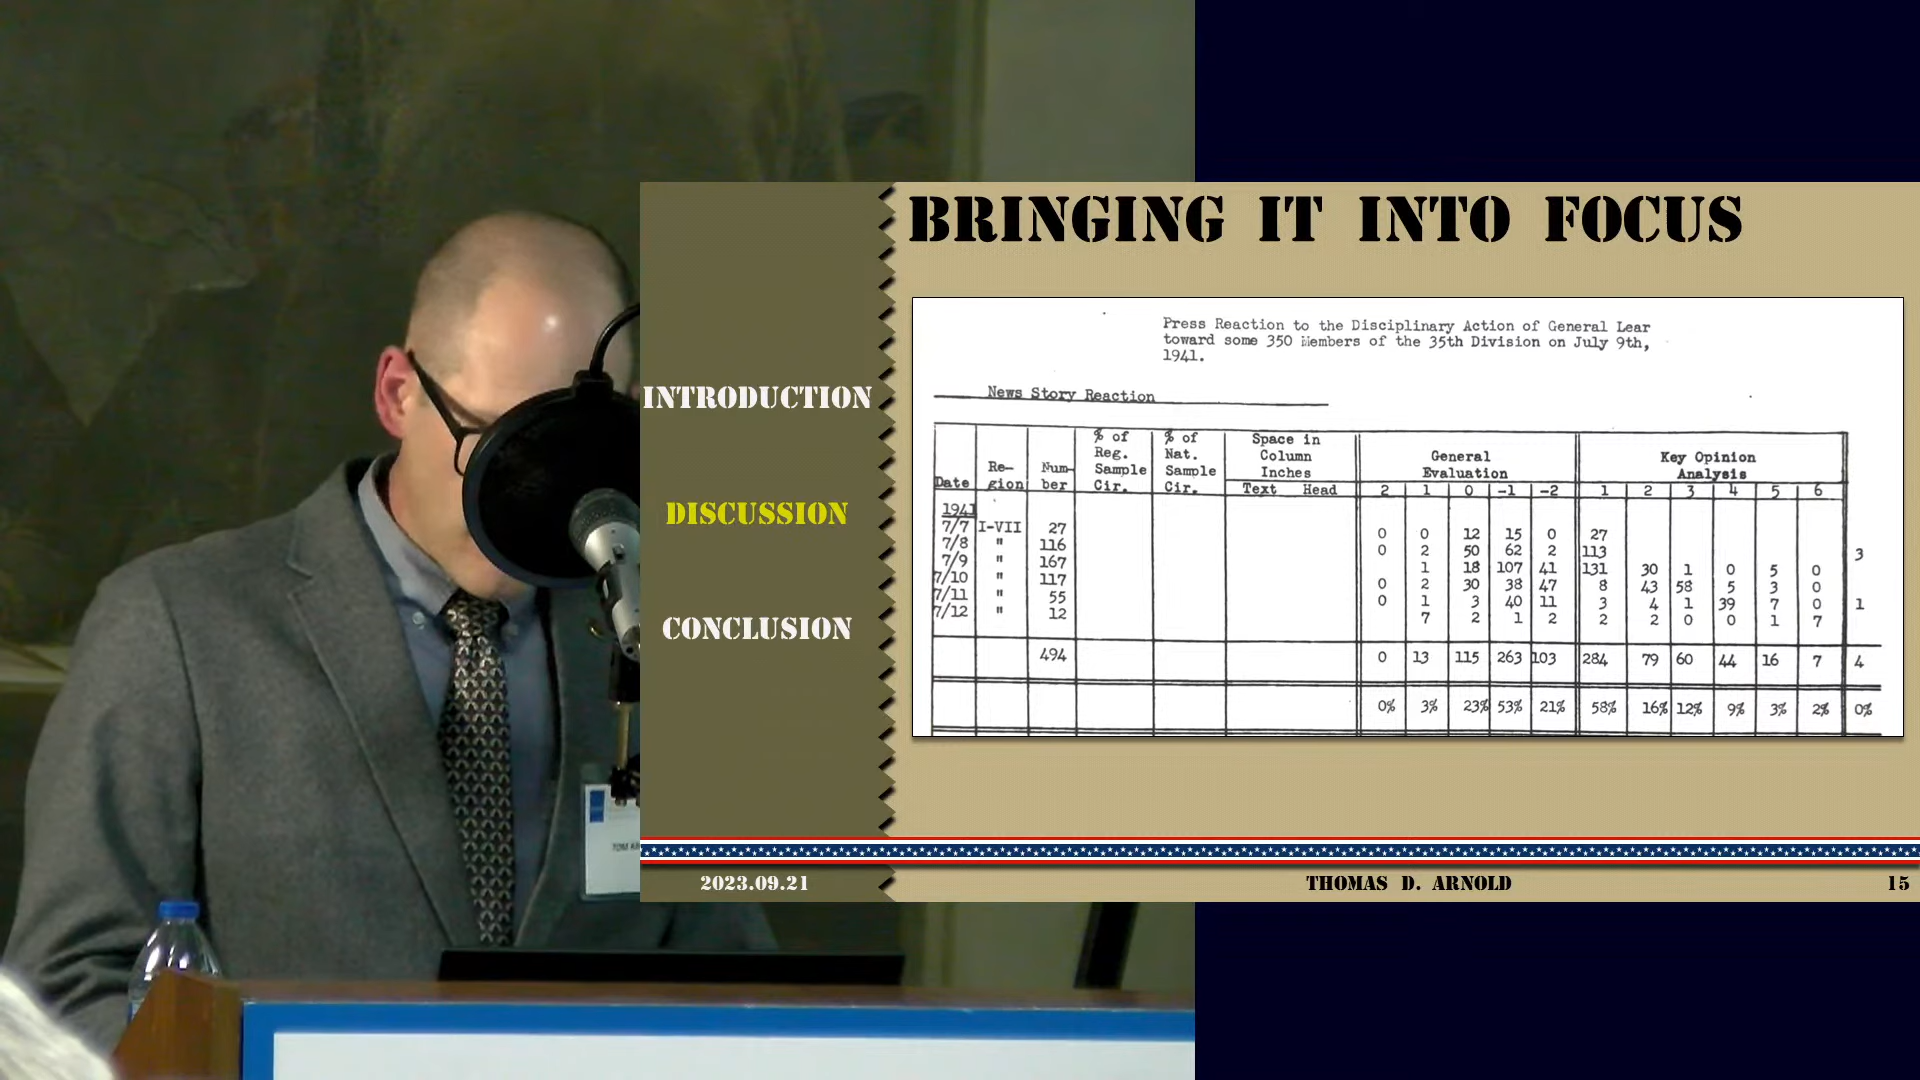 BRINGING IT INTO FOCUS
INTRODUCTION
DISCUSSION
CONCLUSION
Press Reaction to the Disciplinary Action of General Lear
toward some 350 Members of the 35th Division on July 9th,
1941.
News Story Reaction
Date Re-gion Num-ber % of Reg. Sample Cir. % of Nat. Sample Cir. Space in Column Inches Text Head General Evaluation Key Opinion Analysis
2 1 0 -1 -2 1 2 3 4 5 6
1941
7/7 I-VII 27 0 0 12 15 0 27
7/8 " 116 0 2 50 62 2 113 3
7/9 " 167 1 18 107 41 131 30 1 0 5 0
7/10 " 117 0 2 30 38 47 8 43 58 5 3 0
7/11 " 55 0 1 3 40 11 3 4 1 39 7 0 1
7/12 " 12 7 2 1 2 2 2 0 0 1 7
494 0 13 115 263 103 284 79 60 44 16 7 4
0% 3% 23% 53% 21% 58% 16% 12% 9% 3% 2% 0%
TOM
2023.09.21
THOMAS D. ARNOLD
15